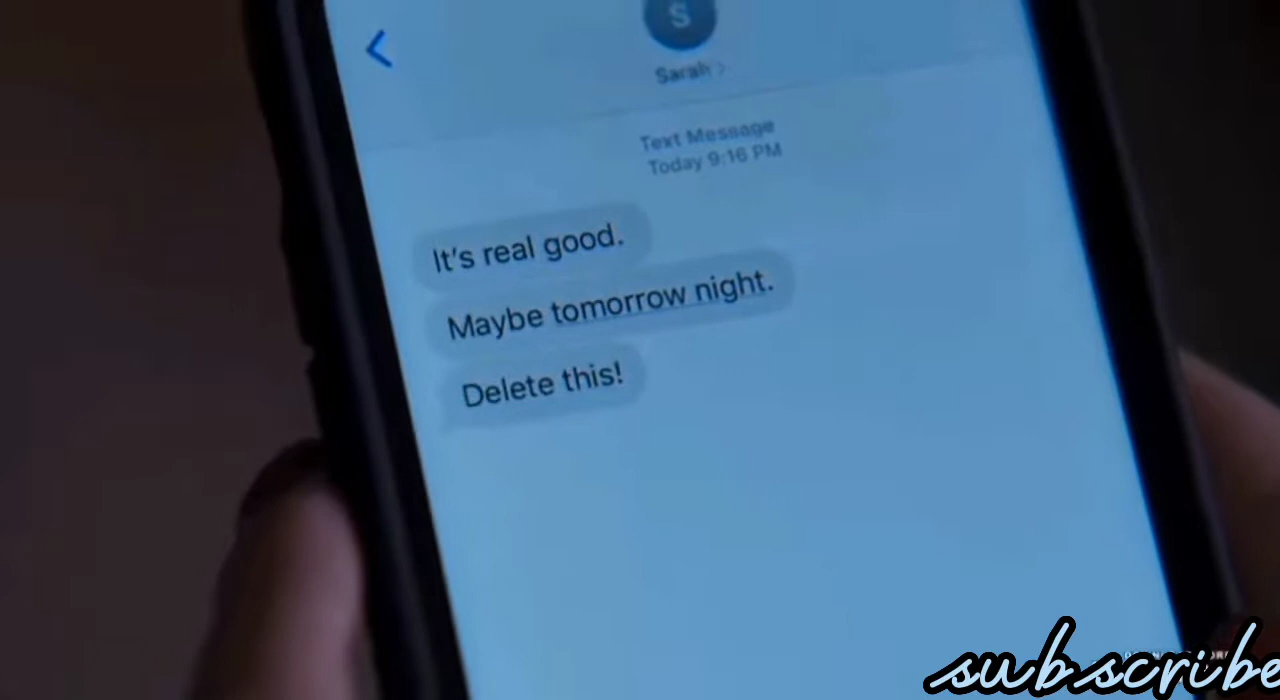 S
Sarah
Text Message
Today 9:16 PM
It's real good.
Maybe tomorrow night.
Delete this!
subscribe